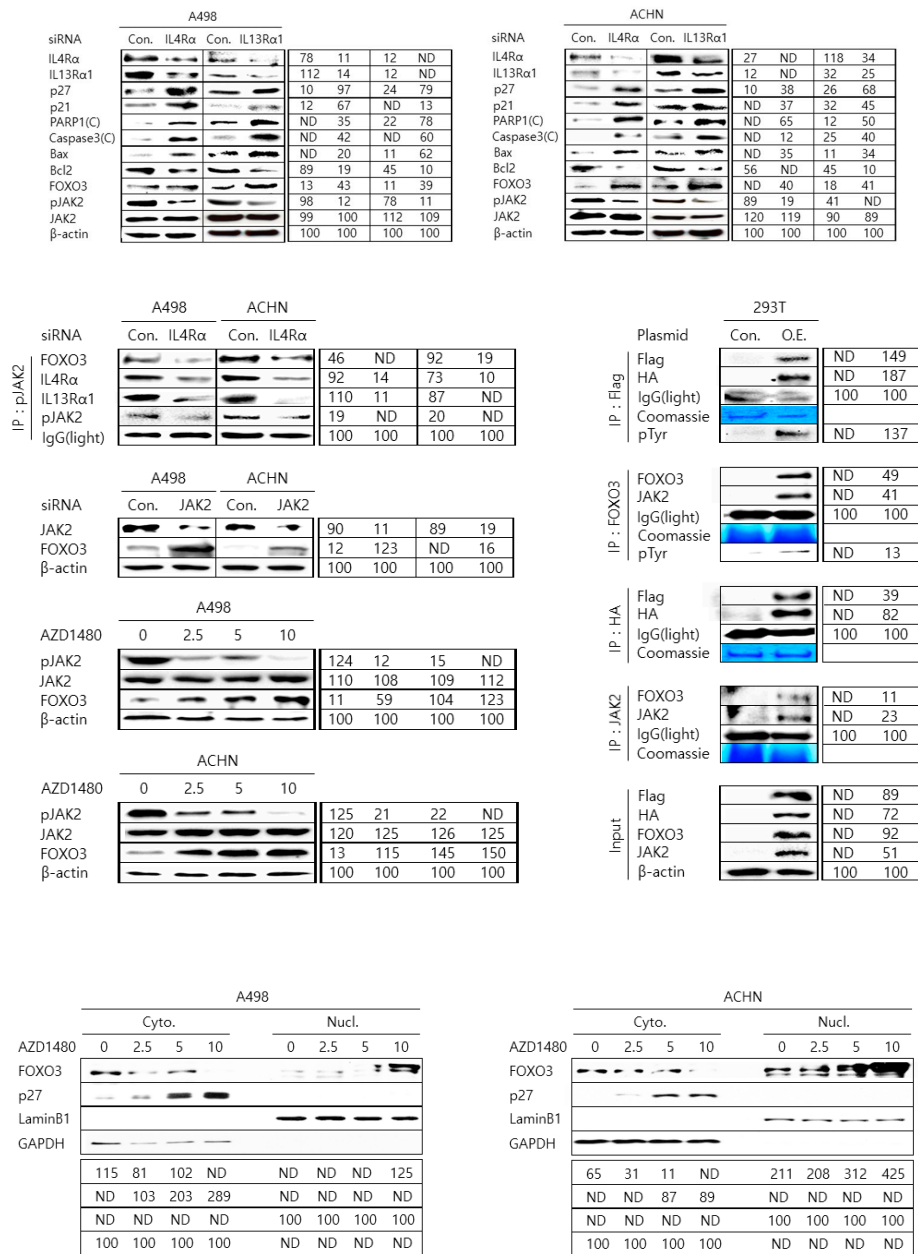 A498
siRNA Con. IL4Rα Con. IL13Rα1
IL4Rα 78 11 12 ND
IL13Rα1 112 14 12 ND
p27 10 97 24 79
p21 12 67 ND 13
PARP1(C) ND 35 22 78
Caspase3(C) ND 42 ND 60
Bax ND 20 11 62
Bcl2 89 19 45 10
FOXO3 13 43 11 39
pJAK2 98 12 78 11
JAK2 99 100 112 109
β-actin 100 100 100 100
ACHN
siRNA Con. IL4Rα Con. IL13Rα1
IL4Rα 27 ND 118 34
IL13Rα1 12 ND 32 25
p27 10 38 26 68
p21 ND 37 32 45
PARP1(C) ND 65 12 50
Caspase3(C) ND 12 25 40
Bax ND 35 11 34
Bcl2 56 ND 45 10
FOXO3 ND 40 18 41
pJAK2 89 19 41 ND
JAK2 120 119 90 89
β-actin 100 100 100 100
A498 ACHN
siRNA Con. IL4Rα Con. IL4Rα
IP : pJAK2
FOXO3 46 ND 92 19
IL4Rα 92 14 73 10
IL13Rα1 110 11 87 ND
pJAK2 19 ND 20 ND
IgG(light) 100 100 100 100
A498 ACHN
siRNA Con. JAK2 Con. JAK2
JAK2 90 11 89 19
FOXO3 12 123 ND 16
β-actin 100 100 100 100
A498
AZD1480 0 2.5 5 10
pJAK2 124 12 15 ND
JAK2 110 108 109 112
FOXO3 11 59 104 123
β-actin 100 100 100 100
ACHN
AZD1480 0 2.5 5 10
pJAK2 125 21 22 ND
JAK2 120 125 126 125
FOXO3 13 115 145 150
β-actin 100 100 100 100
293T
Plasmid Con. O.E.
IP : Flag
Flag ND 149
HA ND 187
IgG(light) 100 100
Coomassie
pTyr ND 137
IP : FOXO3
FOXO3 ND 49
JAK2 ND 41
IgG(light) 100 100
Coomassie
pTyr ND 13
IP : HA
Flag ND 39
HA ND 82
IgG(light) 100 100
Coomassie
IP : JAK2
FOXO3 ND 11
JAK2 ND 23
IgG(light) 100 100
Coomassie
Input
Flag ND 89
HA ND 72
FOXO3 ND 92
JAK2 ND 51
β-actin 100 100
A498
Cyto. Nucl.
AZD1480 0 2.5 5 10 0 2.5 5 10
FOXO3
p27
LaminB1
GAPDH
115 81 102 ND ND ND ND 125
ND 103 203 289 ND ND ND ND
ND ND ND ND 100 100 100 100
100 100 100 100 ND ND ND ND
ACHN
Cyto. Nucl.
AZD1480 0 2.5 5 10 0 2.5 5 10
FOXO3
p27
LaminB1
GAPDH
65 31 11 ND 211 208 312 425
ND ND 87 89 ND ND ND ND
ND ND ND ND 100 100 100 100
100 100 100 100 ND ND ND ND